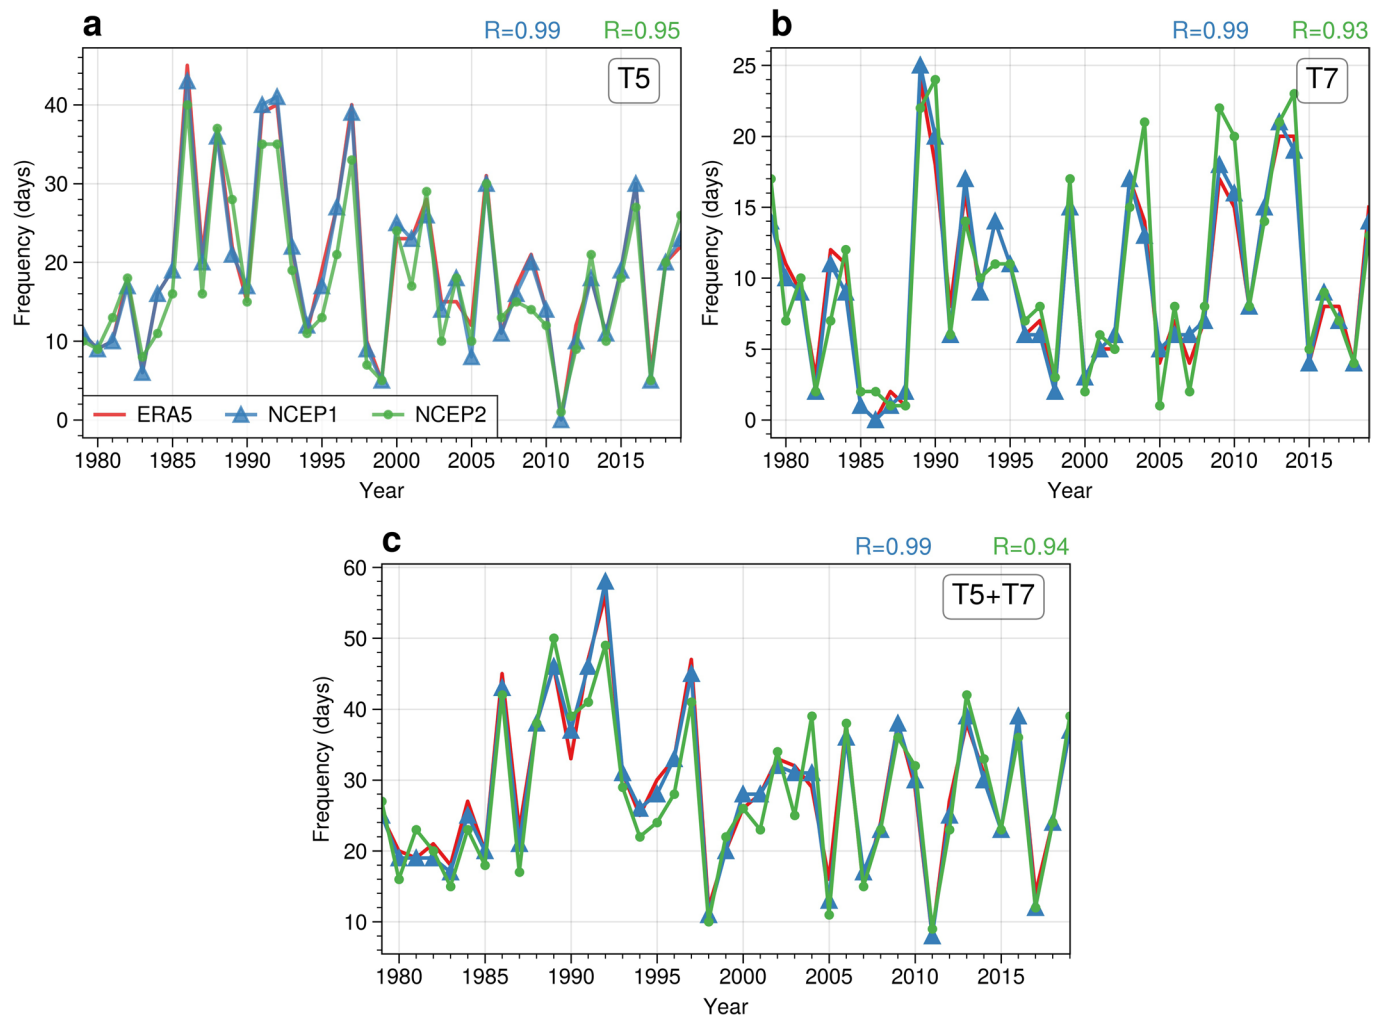 a
R=0.99 R=0.95
T5
Frequency (days)
40
30
20
10
0
ERA5 NCEP1 NCEP2
1980 1985 1990 1995 2000 2005 2010 2015
Year
b
R=0.99 R=0.93
T7
Frequency (days)
25
20
15
10
5
0
1980 1985 1990 1995 2000 2005 2010 2015
Year
c
R=0.99 R=0.94
T5+T7
Frequency (days)
60
50
40
30
20
10
1980 1985 1990 1995 2000 2005 2010 2015
Year